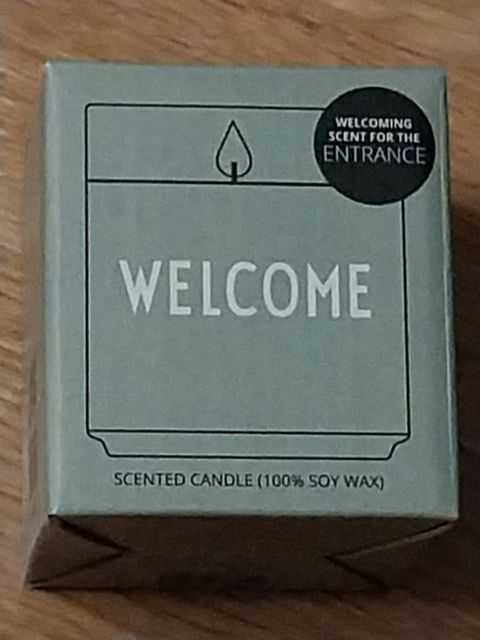 WELCOMING
SCENT FOR THE
ENTRANCE
WELCOME
SCENTED CANDLE (100% SOY WAX)